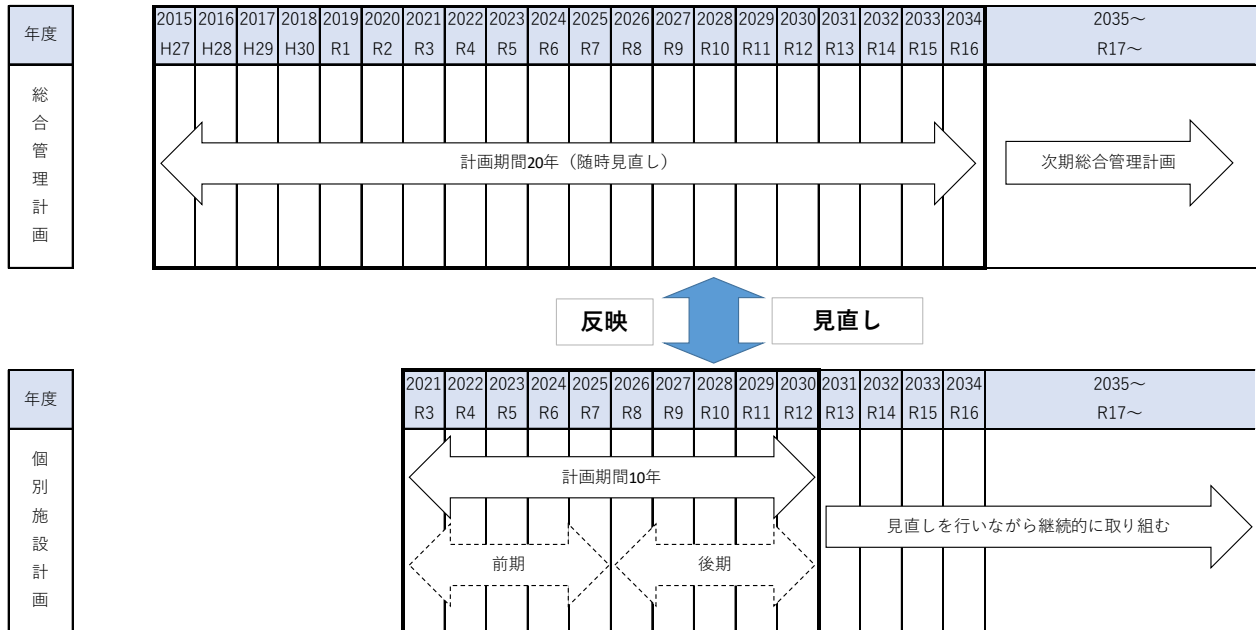 年度
2015 2016 2017 2018 2019 2020 2021 2022 2023 2024 2025 2026 2027 2028 2029 2030 2031 2032 2033 2034 2035～
H27 H28 H29 H30 R1 R2 R3 R4 R5 R6 R7 R8 R9 R10 R11 R12 R13 R14 R15 R16 R17～
総合管理計画
計画期間20年（随時見直し）
次期総合管理計画
反映
見直し
年度
2021 2022 2023 2024 2025 2026 2027 2028 2029 2030 2031 2032 2033 2034 2035～
R3 R4 R5 R6 R7 R8 R9 R10 R11 R12 R13 R14 R15 R16 R17～
個別施設計画
計画期間10年
見直しを行いながら継続的に取り組む
前期
後期